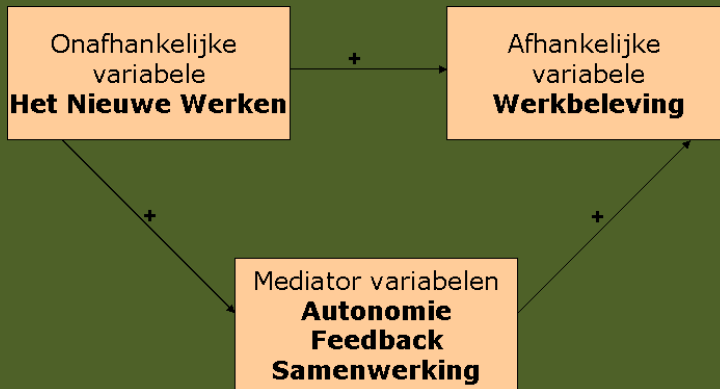 Onafhankelijke
variabele
Het Nieuwe Werken
+
Afhankelijke
variabele
Werkbeleving
+
+
Mediator variabelen
Autonomie
Feedback
Samenwerking